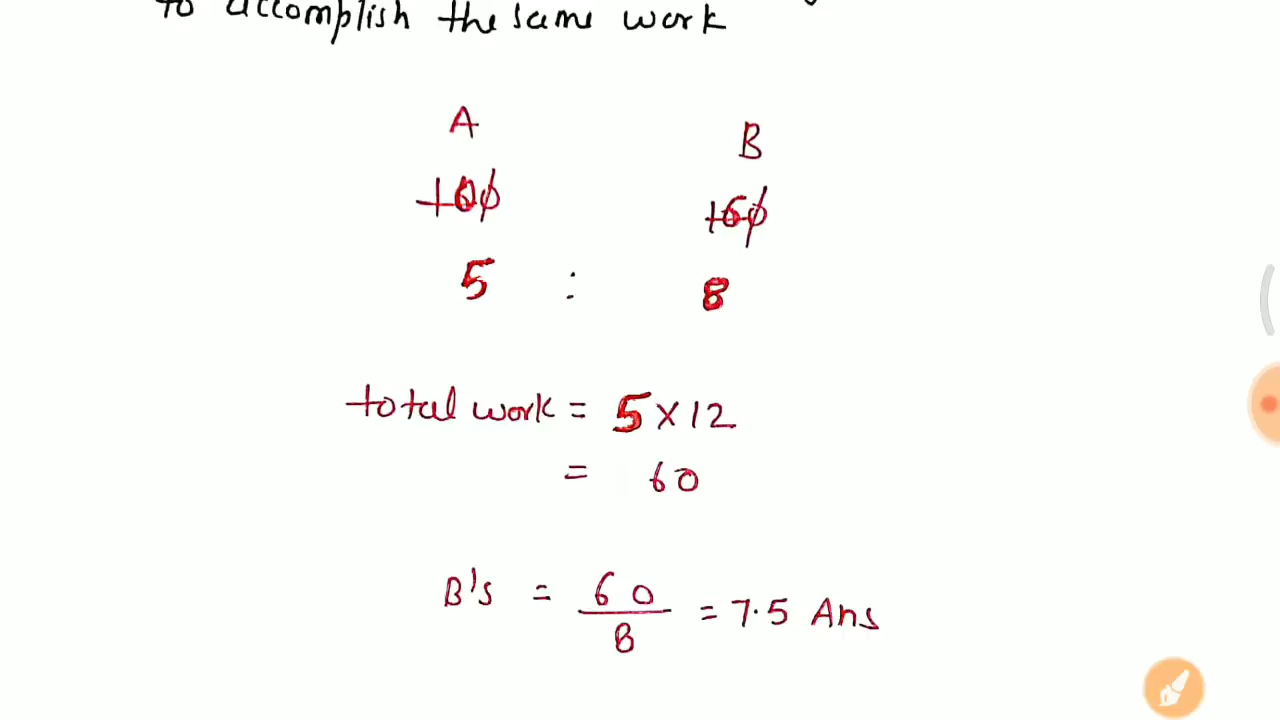 to accomplish the same work
A
B
100
160
5 : 8
total work = 5 × 12
= 60
B's = 60/8 = 7.5 Ans